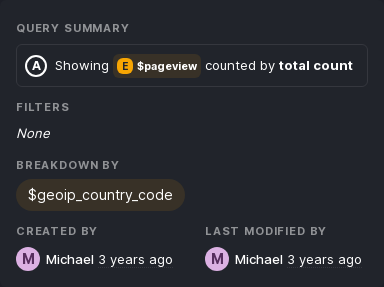 QUERY SUMMARY
A Showing E $pageview counted by total count
FILTERS
None
BREAKDOWN BY
$geoip_country_code
CREATED BY LAST MODIFIED BY
M Michael 3 years ago M Michael 3 years ago